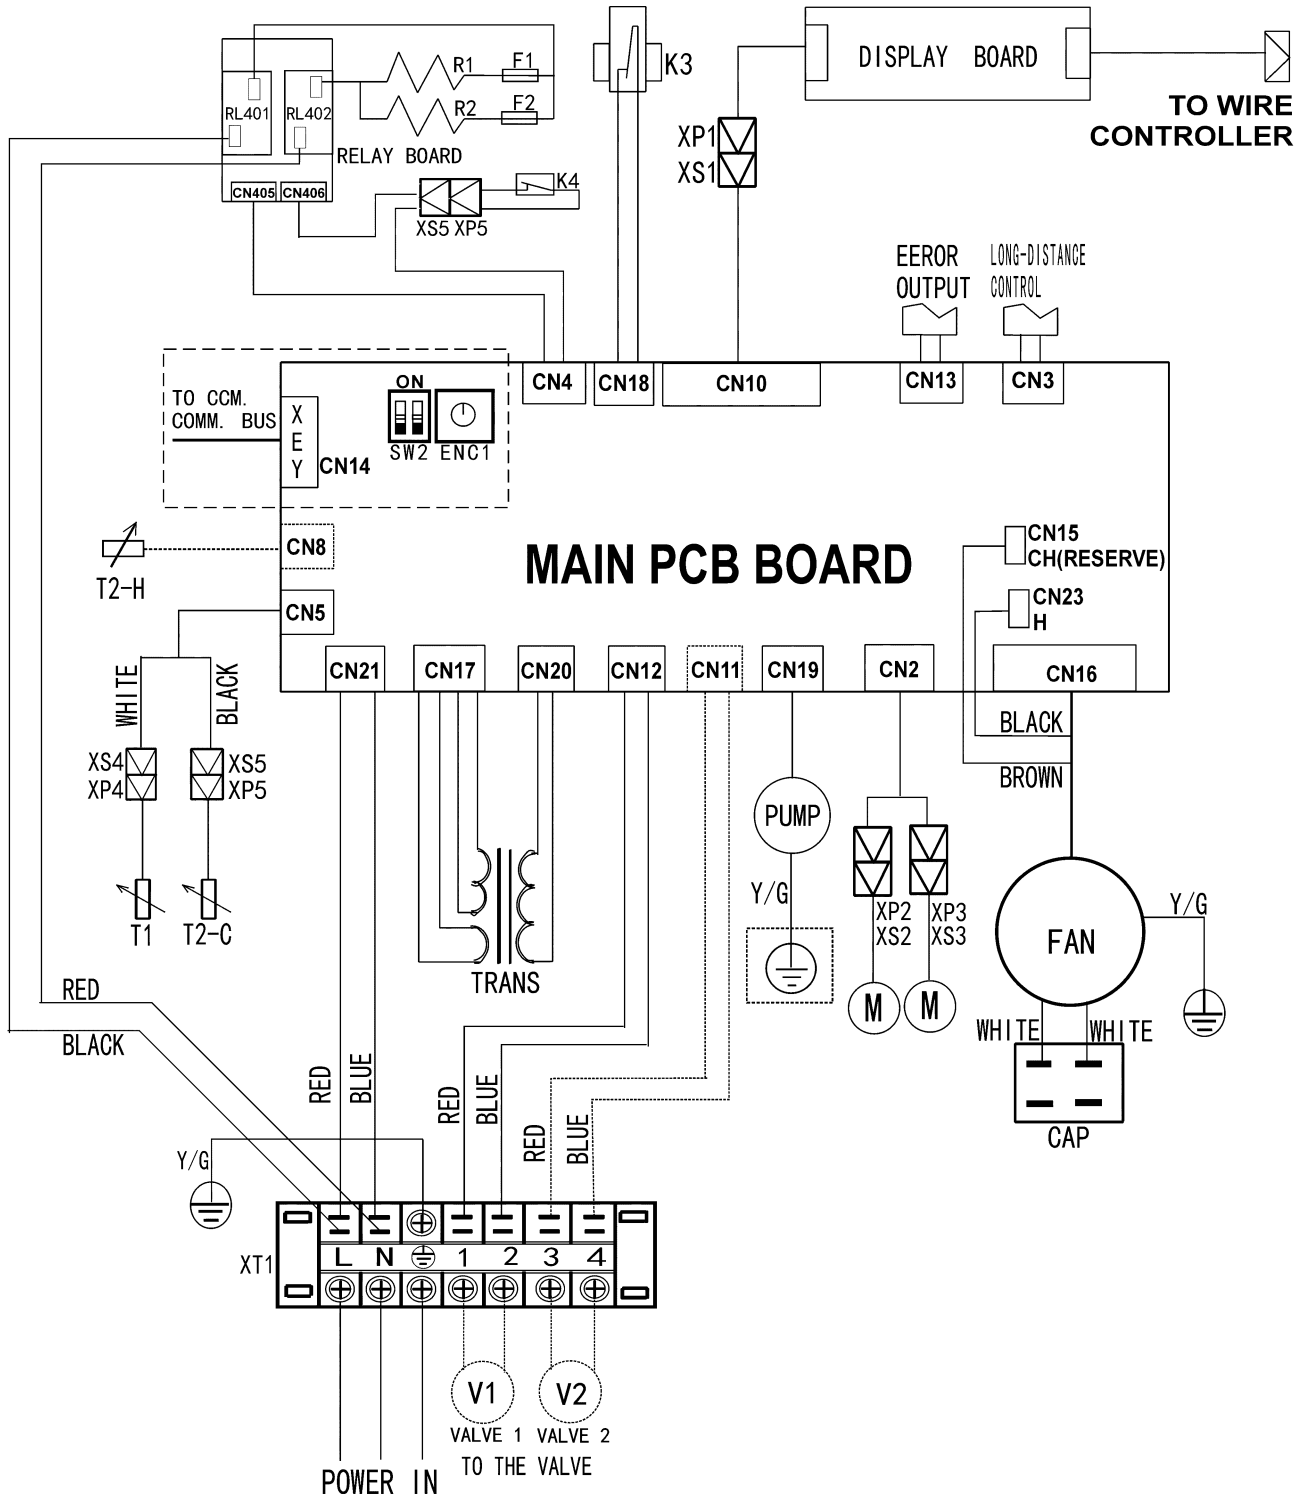 R1
F1
K3
DISPLAY BOARD
RL401
RL402
R2
F2
TO WIRE
CONTROLLER
XP1
XS1
RELAY BOARD
CN405
CN406
K4
XS5 XP5
EEROR
OUTPUT
LONG-DISTANCE
CONTROL
TO CCM.
COMM. BUS
X
E
Y
CN14
ON
SW2
ENC1
CN4
CN18
CN10
CN13
CN3
CN8
T2-H
MAIN PCB BOARD
CN15
CH(RESERVE)
CN23
H
CN5
CN21
CN17
CN20
CN12
CN11
CN19
CN2
CN16
WHITE
BLACK
BLACK
BROWN
XS4
XP4
XS5
XP5
PUMP
Y/G
XP2
XS2
XP3
XS3
Y/G
T1
T2-C
FAN
TRANS
RED
BLACK
M
M
WHITE
WHITE
CAP
RED
BLUE
RED
BLUE
RED
BLUE
Y/G
XT1
L
N
1
2
3
4
V1
V2
VALVE 1
VALVE 2
TO THE VALVE
POWER IN